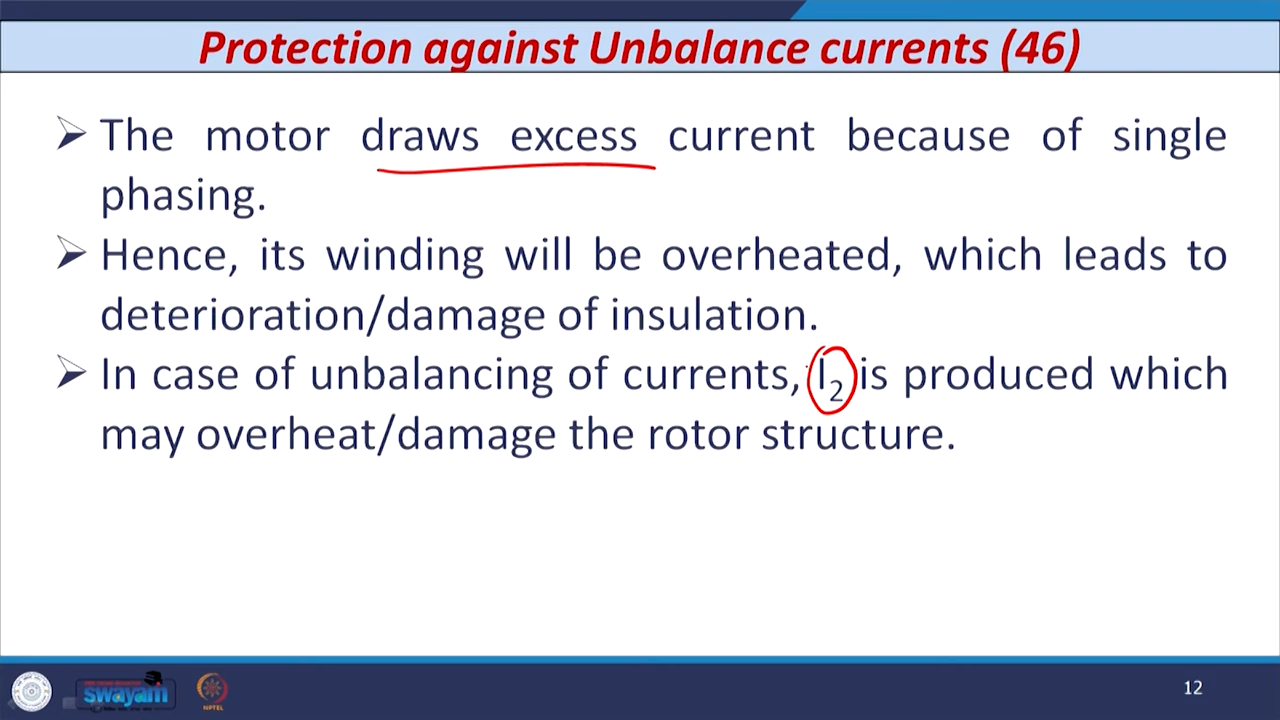 Protection against Unbalance currents (46)
➢ The motor draws excess current because of single
phasing.
➢ Hence, its winding will be overheated, which leads to
deterioration/damage of insulation.
➢ In case of unbalancing of currents, I₂ is produced which
may overheat/damage the rotor structure.
swayam
NPTEL
12